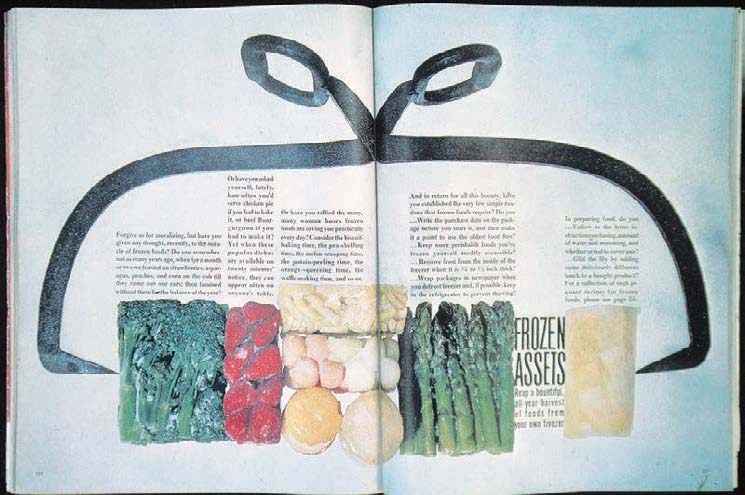 Forgive us for moralizing, but have you
given any thought, recently, to the mira-
cle of frozen foods? Do you remember,
not so many years ago, when for a month
or two we feasted on strawberries, aspar-
agus, peaches, and corn on the cob till
they came out our ears; then famined
without them for the balance of the year?
Or have you asked
yourself, lately,
how often you'd
serve chicken pie
if you had to bake
it, or beef Bour-
guignon if you
had to make it?
Yet when these
popular dishes
are available on
twenty minutes'
notice, they can
appear often on
anyone's table.
Or have you tallied the many,
many woman hours frozen
foods are saving you practically
every day? Consider the biscuit-
baking time, the pea-shelling
time, the melon-scooping time,
the potato-peeling time, the
orange-squeezing time, the
waffle-making time, and so on.
And in return for all this bounty, have
you established the very few simple rou-
tines that frozen foods require? Do you
...Write the purchase date on the pack-
age before you store it, and then make
it a point to use the oldest food first?
...Keep more perishable foods you've
frozen yourself readily accessible?
...Remove frost from the inside of the
freezer when it is ¼ to ½ inch thick?
...Wrap packages in newspaper when
you defrost freezer and, if possible, keep
in the refrigerator to prevent thawing?
In preparing food, do you
...Follow to the letter in-
structions on timing, amount
of water and seasoning, and
whether or not to cover pan?
...Gild the lily by adding
some deliciously different
touch to a bought product?
For a collection of such pi-
quant recipes for frozen
foods, please see page 54.
FROZEN
ASSETS
Reap a bountiful,
all-year harvest
of foods from
your own freezer